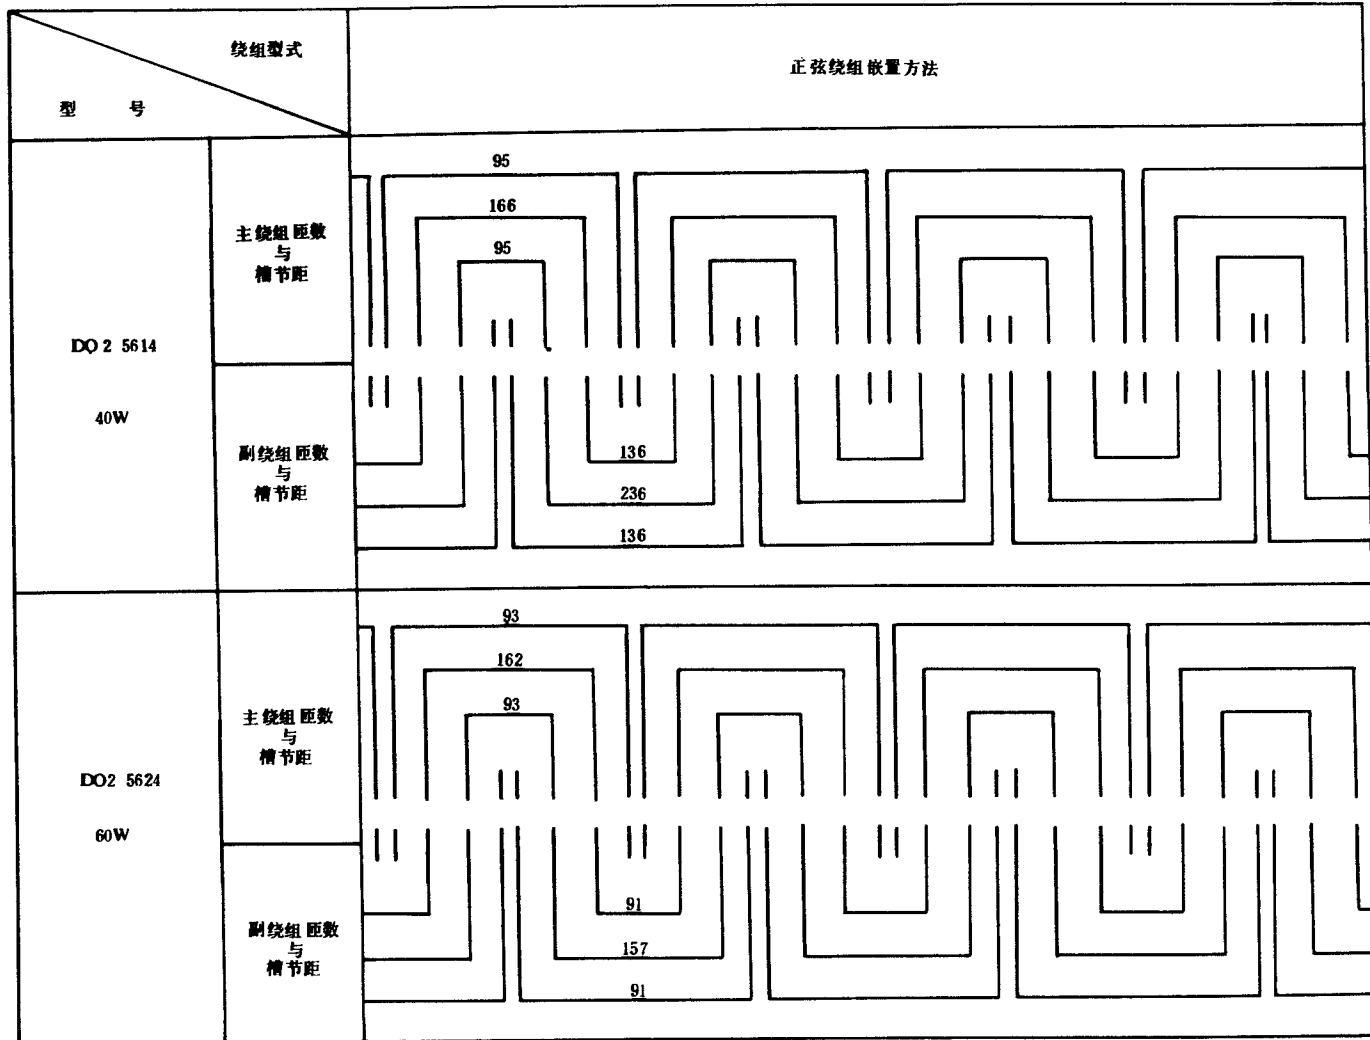 绕组型式
型 号
正弦绕组嵌置方法
DO 2 5614
40W
主绕组匝数
与
槽节距
95
166
95
副绕组匝数
与
槽节距
136
236
136
DO2 5624
60W
主绕组匝数
与
槽节距
93
162
93
副绕组匝数
与
槽节距
91
157
91